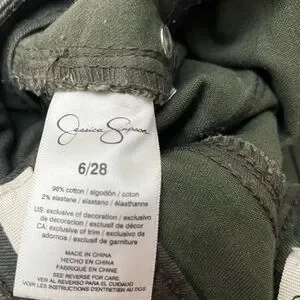 Jessica Simpson
6/28
98% cotton / algodón / coton
2% elastane / elastano / élasthanne
US: exclusive of decoration / exclusivo
de decoracion / exclusif de décor
CA: exclusive of trim / exclusivo de
adornos / exclusif de garniture
MADE IN CHINA
HECHO EN CHINA
FABRIQUÉ EN CHINE
SEE REVERSE FOR CARE
VEA REVERSO PARA EL CUIDADO
VOIR LES INSTRUCTIONS D'ENTRETIEN AU DOS